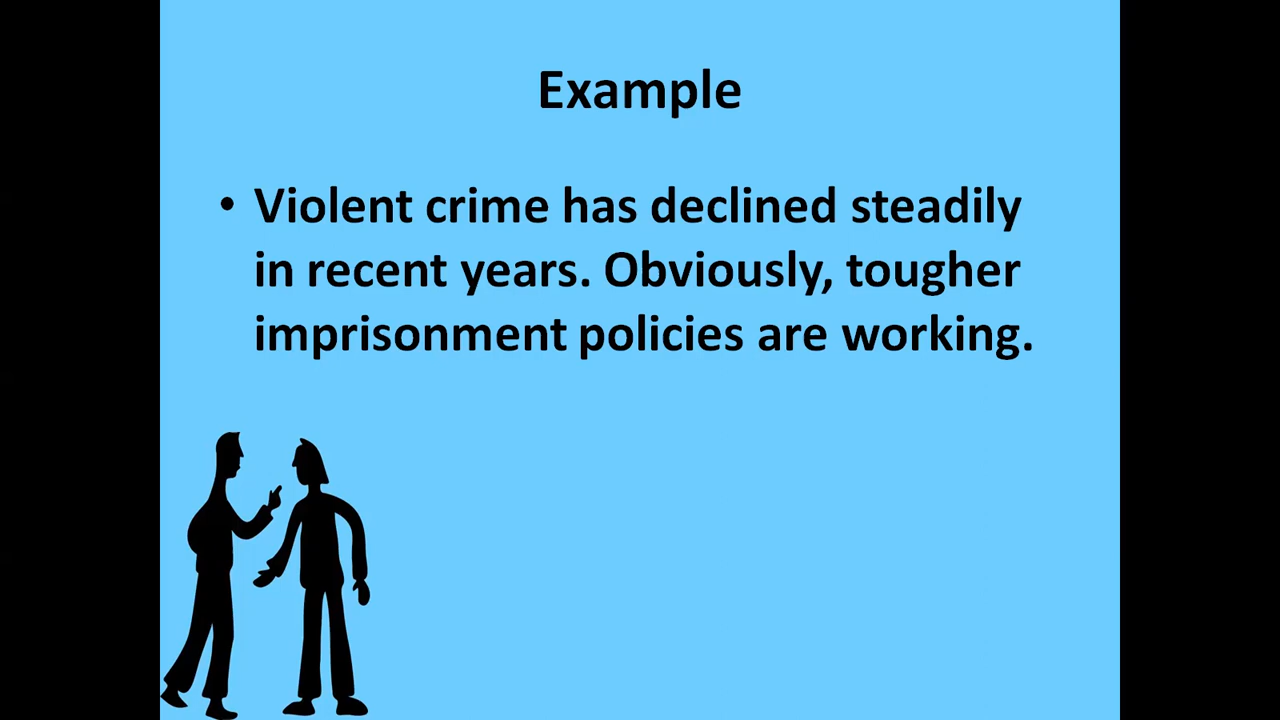 Example
• Violent crime has declined steadily
in recent years. Obviously, tougher
imprisonment policies are working.